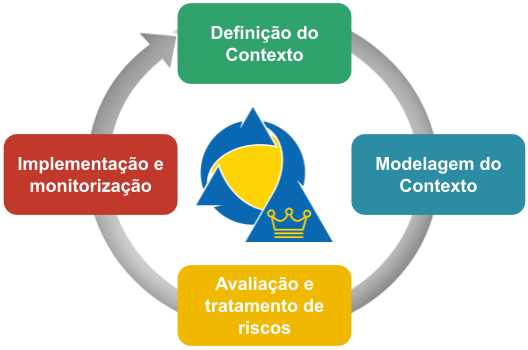 Definição do
Contexto
Modelagem do
Contexto
Avaliação e
tratamento de
riscos
Implementação e
monitorização